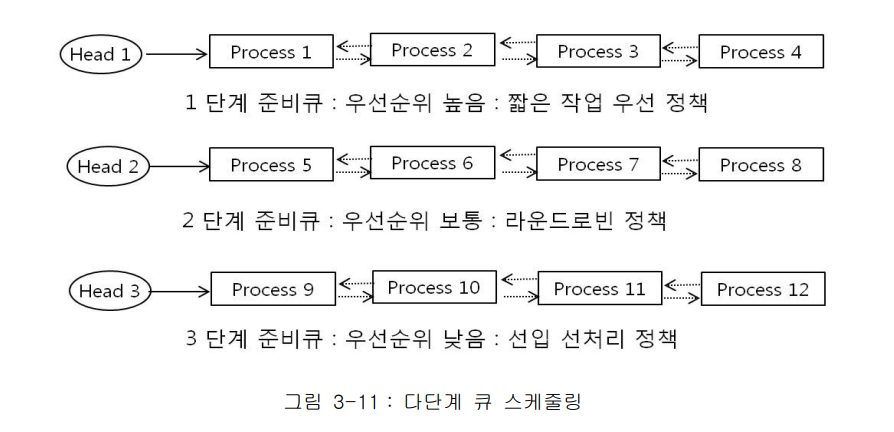 Head 1 Process 1 Process 2 Process 3 Process 4
1 단계 준비큐 : 우선순위 높음 : 짧은 작업 우선 정책
Head 2 Process 5 Process 6 Process 7 Process 8
2 단계 준비큐 : 우선순위 보통 : 라운드로빈 정책
Head 3 Process 9 Process 10 Process 11 Process 12
3 단계 준비큐 : 우선순위 낮음 : 선입 선처리 정책
그림 3-11 : 다단계 큐 스케줄링